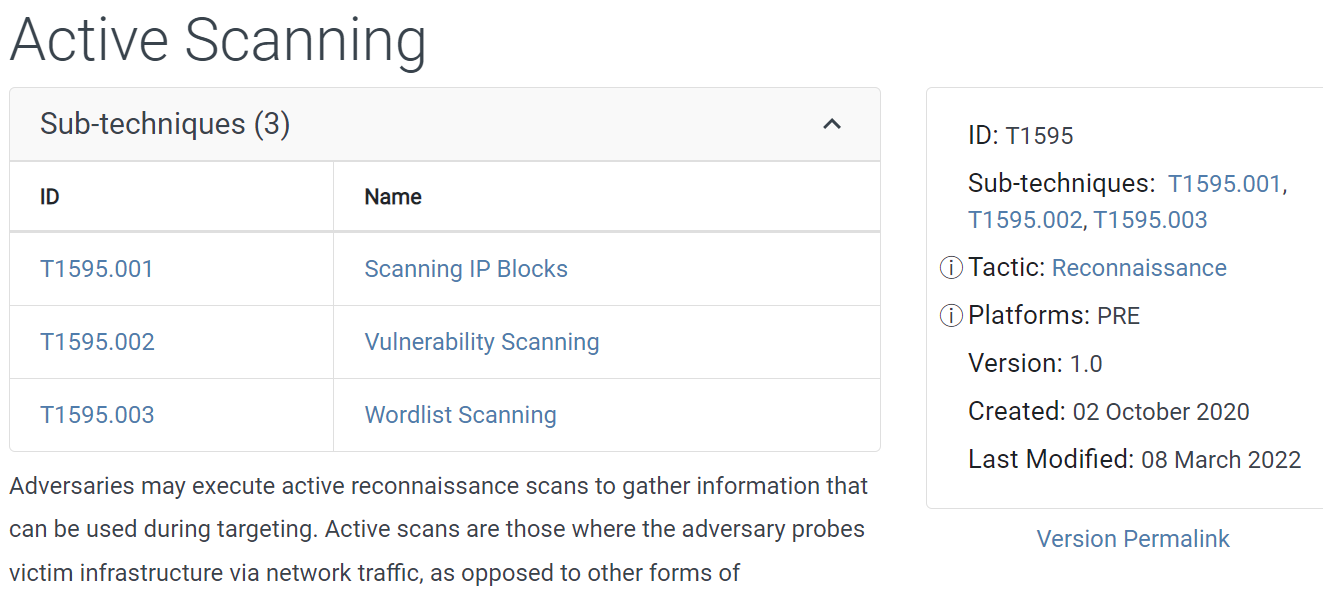 Active Scanning
Sub-techniques (3)
ID Name
T1595.001 Scanning IP Blocks
T1595.002 Vulnerability Scanning
T1595.003 Wordlist Scanning
Adversaries may execute active reconnaissance scans to gather information that
can be used during targeting. Active scans are those where the adversary probes
victim infrastructure via network traffic, as opposed to other forms of
ID: T1595
Sub-techniques: T1595.001,
T1595.002, T1595.003
Tactic: Reconnaissance
Platforms: PRE
Version: 1.0
Created: 02 October 2020
Last Modified: 08 March 2022
Version Permalink